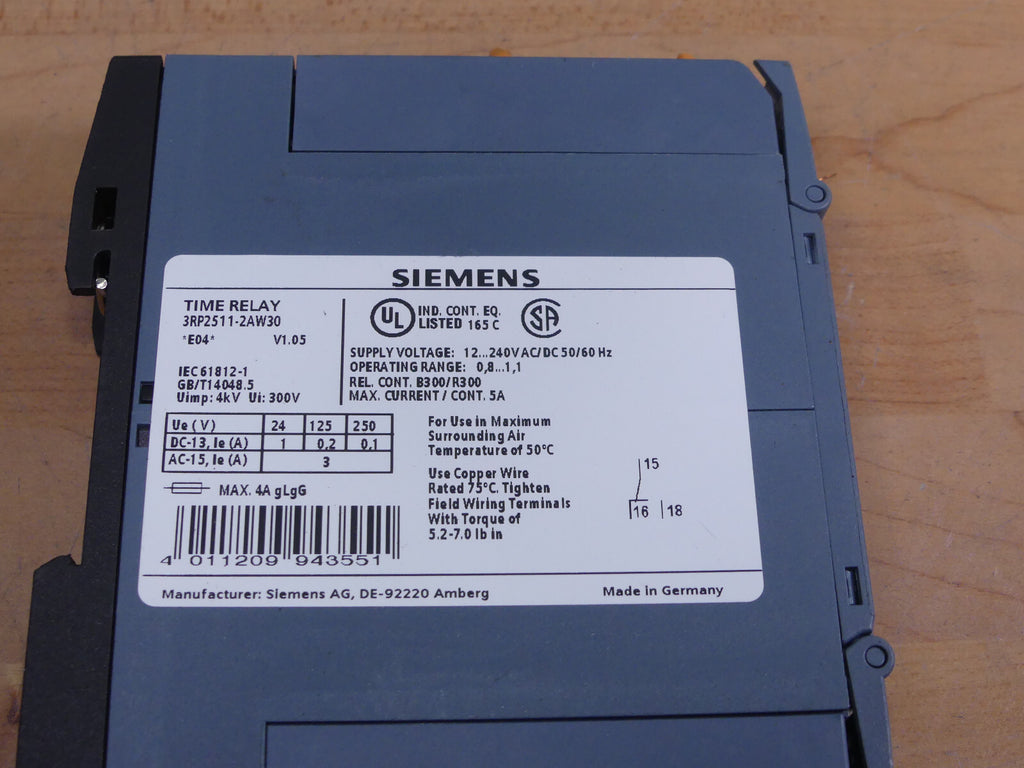 SIEMENS
TIME RELAY
3RP2511-2AW30
*E04* V1.05
IEC 61812-1
GB/T14048.5
Uimp: 4kV Ui: 300V
UL IND. CONT. EQ.
LISTED 165 C
SA
SUPPLY VOLTAGE: 12...240V AC/DC 50/60 Hz
OPERATING RANGE: 0,8...1,1
REL. CONT. B300/R300
MAX. CURRENT / CONT. 5A
Ue (V) 24 125 250
DC-13, Ie (A) 1 0.2 0.1
AC-15, Ie (A) 3
MAX. 4A gLgG
4 011209 943551
For Use in Maximum
Surrounding Air
Temperature of 50°C
Use Copper Wire
Rated 75°C. Tighten
Field Wiring Terminals
With Torque of
5.2-7.0 lb in
15
16 18
Manufacturer: Siemens AG, DE-92220 Amberg Made in Germany